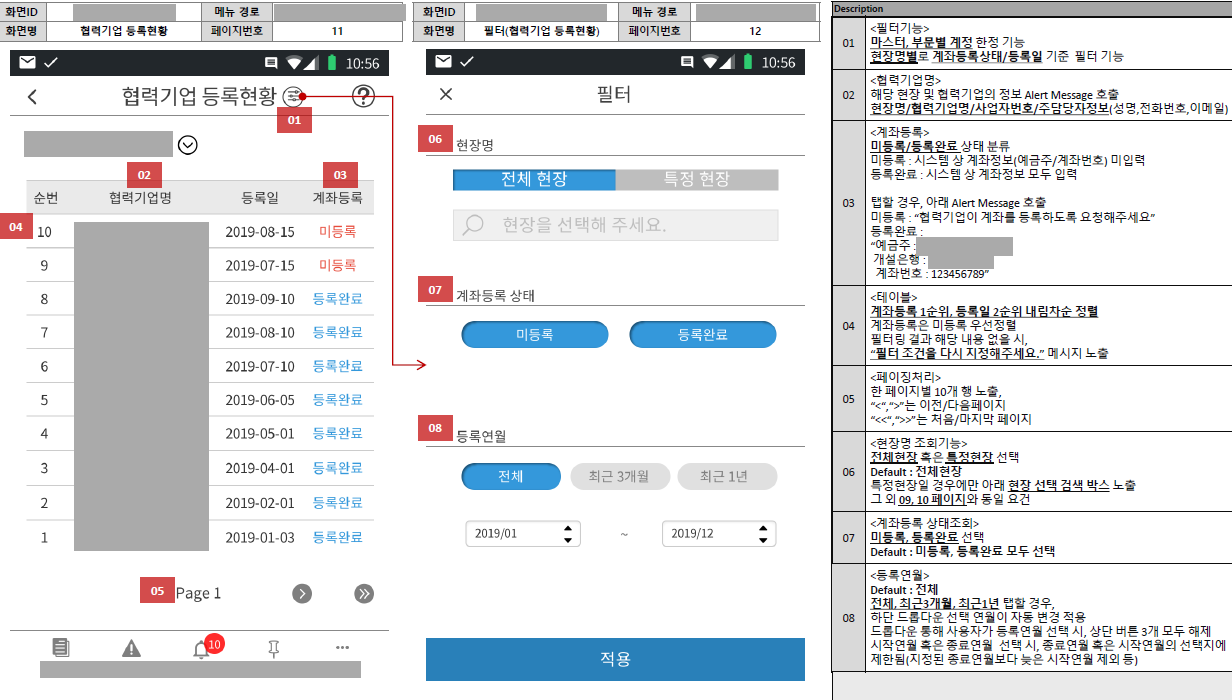 화면ID
메뉴 경로
화면명
협력기업 등록현황
페이지번호
11
10:56
협력기업 등록현황
01
02
03
순번
협력기업명
등록일
계좌등록
04
10
2019-08-15
미등록
9
2019-07-15
미등록
8
2019-09-10
등록완료
7
2019-08-10
등록완료
6
2019-07-10
등록완료
5
2019-06-05
등록완료
4
2019-05-01
등록완료
3
2019-04-01
등록완료
2
2019-02-01
등록완료
1
2019-01-03
등록완료
05
Page 1
10
화면ID
메뉴 경로
화면명
필터(협력기업 등록현황)
페이지번호
12
10:56
필터
06
현장명
전체 현장
특정 현장
현장을 선택해 주세요.
07
계좌등록 상태
미등록
등록완료
08
등록연월
전체
최근 3개월
최근 1년
2019/01
~
2019/12
적용
Description
01
<필터기능>
마스터, 부문별 계정 한정 기능
현장명별로 계좌등록상태/등록일 기준 필터 기능
02
<협력기업명>
해당 현장 및 협력기업의 정보 Alert Message 호출
현장명/협력기업명/사업자번호/주담당자정보(성명,전화번호,이메일)
03
<계좌등록>
미등록/등록완료 상태 분류
미등록 : 시스템 상 계좌정보(예금주/계좌번호) 미입력
등록완료 : 시스템 상 계좌정보 모두 입력
탭할 경우, 아래 Alert Message 호출
미등록 : “협력기업이 계좌를 등록하도록 요청해주세요”
등록완료 :
“예금주 :
개설은행 :
계좌번호 : 123456789”
04
<테이블>
계좌등록 1순위, 등록일 2순위 내림차순 정렬
계좌등록은 미등록 우선정렬
필터링 결과 해당 내용 없을 시,
“필터 조건을 다시 지정해주세요.” 메시지 노출
05
<페이징처리>
한 페이지별 10개 행 노출,
“<“,“>”는 이전/다음페이지
“<<“,“>>”는 처음/마지막 페이지
06
<현장명 조회기능>
전체현장 혹은 특정현장 선택
Default : 전체현장
특정현장일 경우에만 아래 현장 선택 검색 박스 노출
그 외 09, 10 페이지와 동일 요건
07
<계좌등록 상태조회>
미등록, 등록완료 선택
Default : 미등록, 등록완료 모두 선택
08
<등록연월>
Default : 전체
전체, 최근3개월, 최근1년 탭할 경우,
하단 드롭다운 선택 연월이 자동 변경 적용
드롭다운 통해 사용자가 등록연월 선택 시, 상단 버튼 3개 모두 해제
시작연월 혹은 종료연월 선택 시, 종료연월 혹은 시작연월의 선택지에
제한됨(지정된 종료연월보다 늦은 시작연월 제외 등)